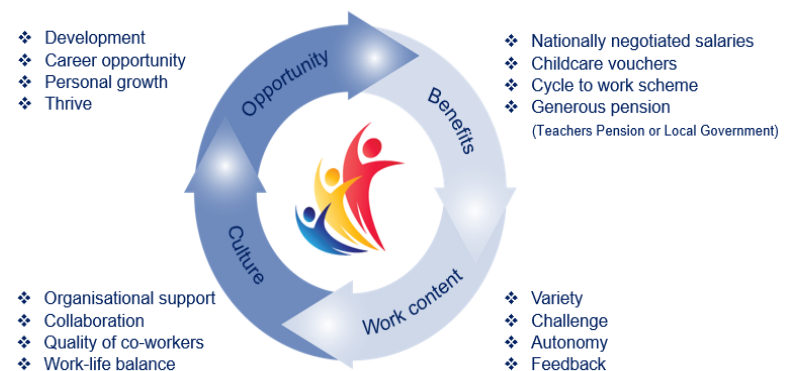 ❖ Development
❖ Career opportunity
❖ Personal growth
❖ Thrive
Opportunity
Benefits
❖ Nationally negotiated salaries
❖ Childcare vouchers
❖ Cycle to work scheme
❖ Generous pension
(Teachers Pension or Local Government)
Culture
Work content
❖ Organisational support
❖ Collaboration
❖ Quality of co-workers
❖ Work-life balance
❖ Variety
❖ Challenge
❖ Autonomy
❖ Feedback